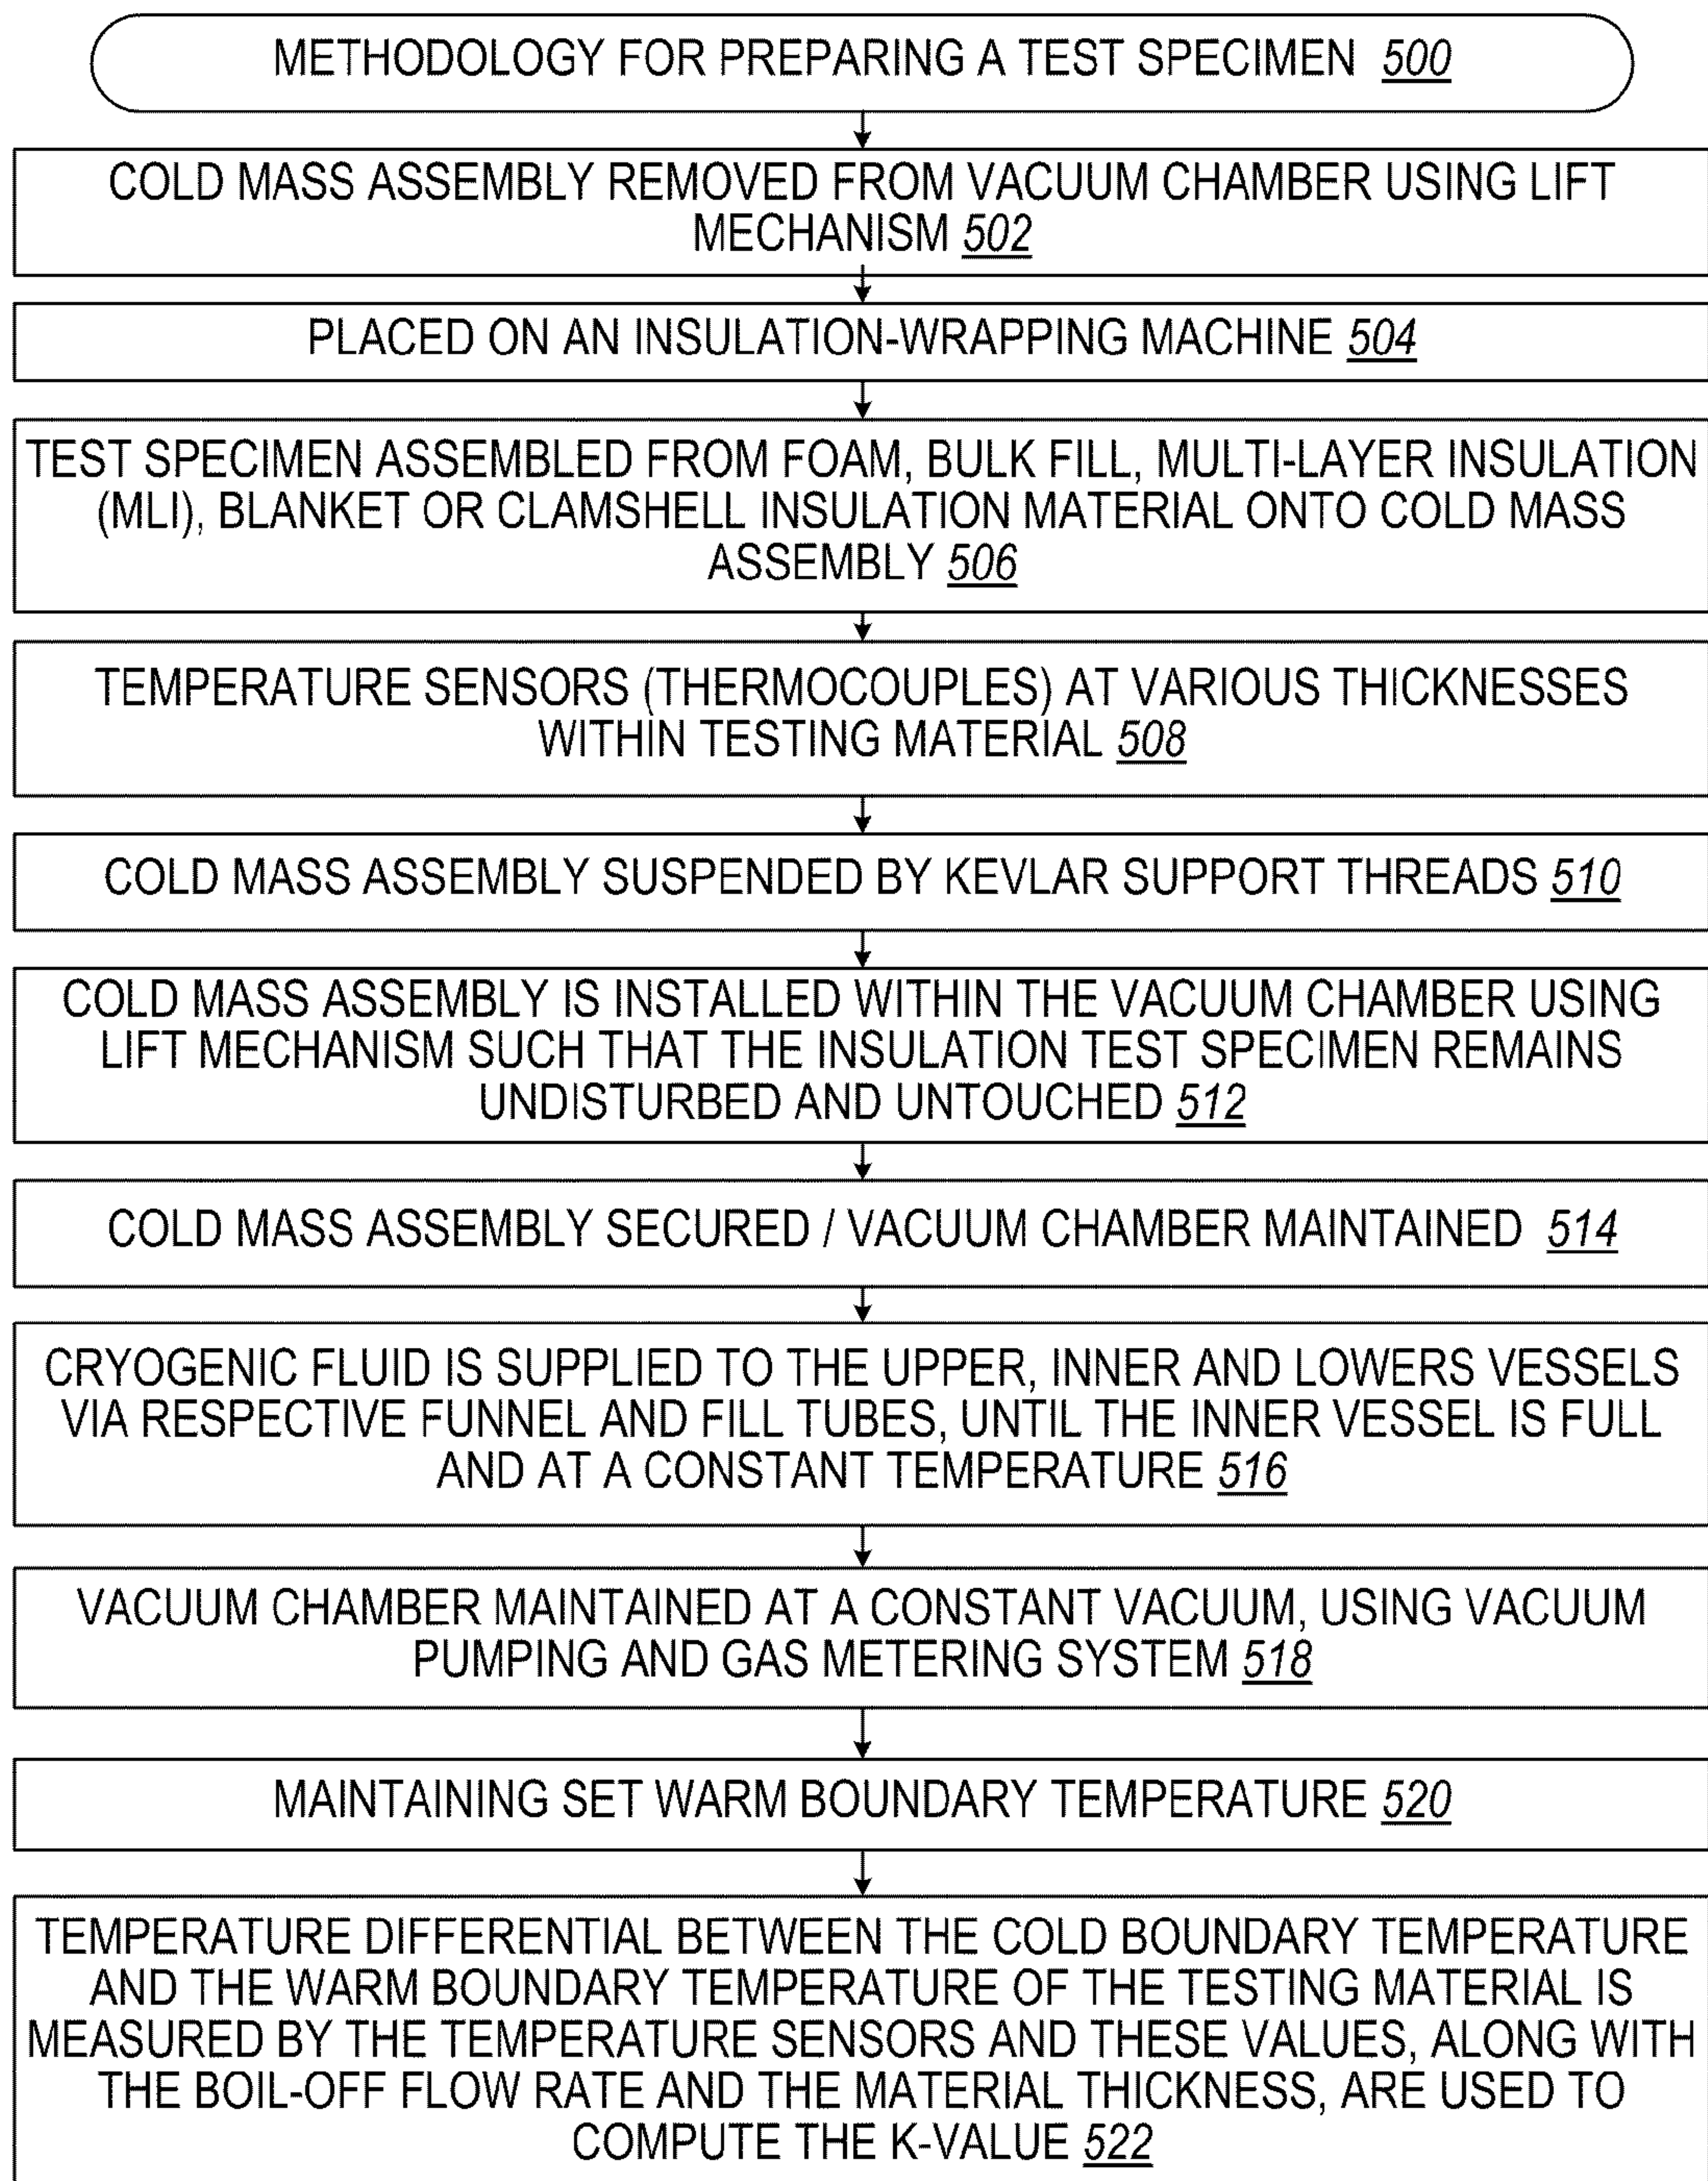 METHODOLOGY FOR PREPARING A TEST SPECIMEN 500
COLD MASS ASSEMBLY REMOVED FROM VACUUM CHAMBER USING LIFT
MECHANISM 502
PLACED ON AN INSULATION-WRAPPING MACHINE 504
TEST SPECIMEN ASSEMBLED FROM FOAM, BULK FILL, MULTI-LAYER INSULATION
(MLI), BLANKET OR CLAMSHELL INSULATION MATERIAL ONTO COLD MASS
ASSEMBLY 506
TEMPERATURE SENSORS (THERMOCOUPLES) AT VARIOUS THICKNESSES
WITHIN TESTING MATERIAL 508
COLD MASS ASSEMBLY SUSPENDED BY KEVLAR SUPPORT THREADS 510
COLD MASS ASSEMBLY IS INSTALLED WITHIN THE VACUUM CHAMBER USING
LIFT MECHANISM SUCH THAT THE INSULATION TEST SPECIMEN REMAINS
UNDISTURBED AND UNTOUCHED 512
COLD MASS ASSEMBLY SECURED / VACUUM CHAMBER MAINTAINED 514
CRYOGENIC FLUID IS SUPPLIED TO THE UPPER, INNER AND LOWERS VESSELS
VIA RESPECTIVE FUNNEL AND FILL TUBES, UNTIL THE INNER VESSEL IS FULL
AND AT A CONSTANT TEMPERATURE 516
VACUUM CHAMBER MAINTAINED AT A CONSTANT VACUUM, USING VACUUM
PUMPING AND GAS METERING SYSTEM 518
MAINTAINING SET WARM BOUNDARY TEMPERATURE 520
TEMPERATURE DIFFERENTIAL BETWEEN THE COLD BOUNDARY TEMPERATURE
AND THE WARM BOUNDARY TEMPERATURE OF THE TESTING MATERIAL IS
MEASURED BY THE TEMPERATURE SENSORS AND THESE VALUES, ALONG WITH
THE BOIL-OFF FLOW RATE AND THE MATERIAL THICKNESS, ARE USED TO
COMPUTE THE K-VALUE 522